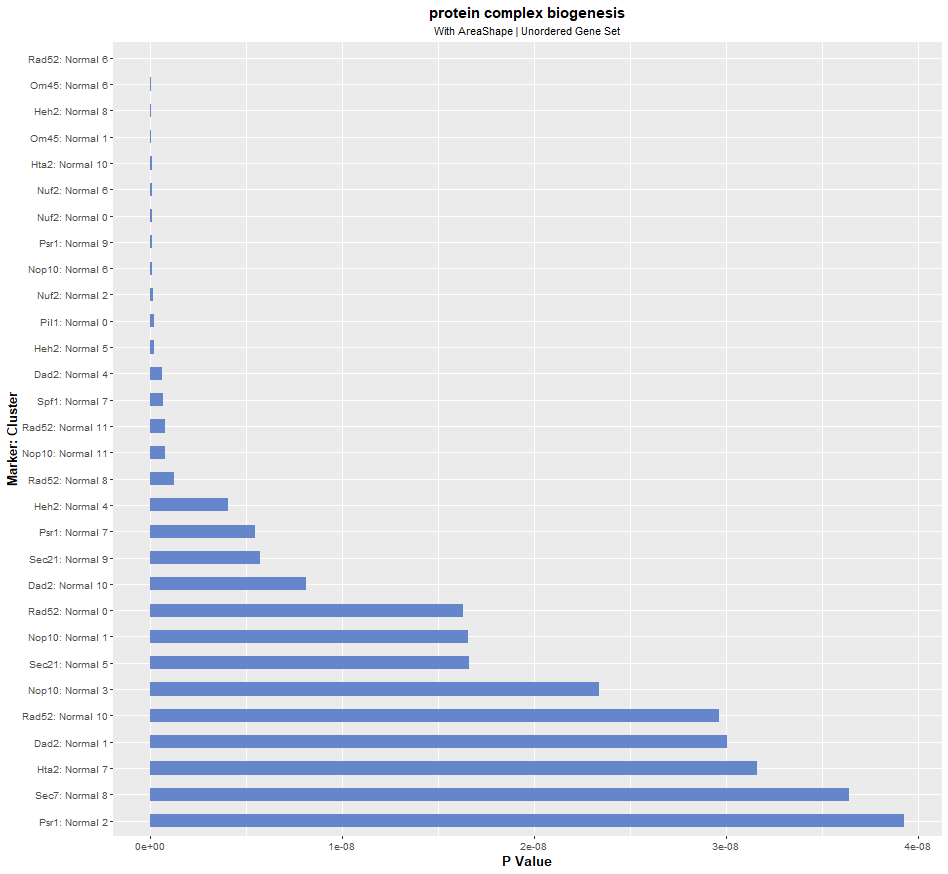 protein complex biogenesis
With AreaShape | Unordered Gene Set
Marker: Cluster
Rad52: Normal 6
Om45: Normal 6
Heh2: Normal 8
Om45: Normal 1
Hta2: Normal 10
Nuf2: Normal 6
Nuf2: Normal 0
Psr1: Normal 9
Nop10: Normal 6
Nuf2: Normal 2
Pil1: Normal 0
Heh2: Normal 5
Dad2: Normal 4
Spf1: Normal 7
Rad52: Normal 11
Nop10: Normal 11
Rad52: Normal 8
Heh2: Normal 4
Psr1: Normal 7
Sec21: Normal 9
Dad2: Normal 10
Rad52: Normal 0
Nop10: Normal 1
Sec21: Normal 5
Nop10: Normal 3
Rad52: Normal 10
Dad2: Normal 1
Hta2: Normal 7
Sec7: Normal 8
Psr1: Normal 2
0e+00 1e-08 2e-08 3e-08 4e-08
P Value